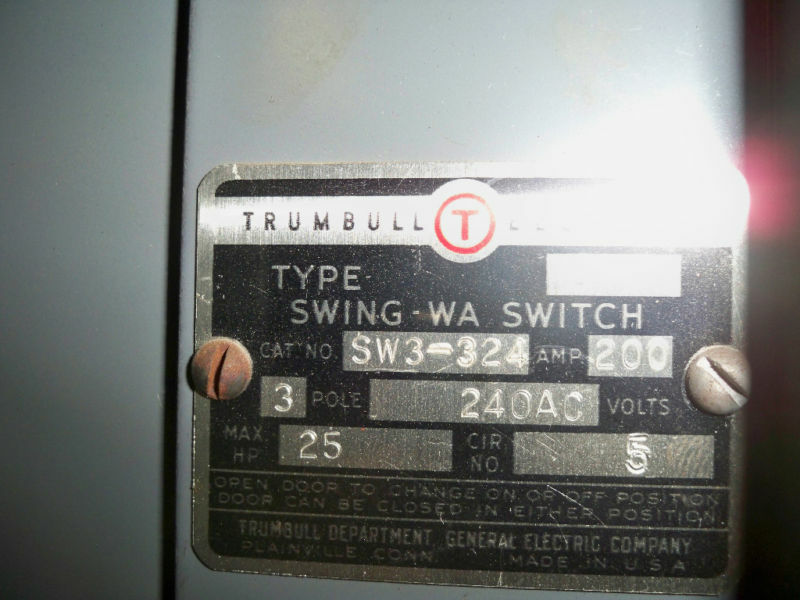 TRUMBULL T
TYPE
SWING-WA SWITCH
CAT NO. SW3-324 AMP 200
3 POLE 240AC VOLTS
MAX. HP. 25 CIR. NO. 5
OPEN DOOR TO CHANGE ON OR OFF POSITION
DOOR CAN BE CLOSED IN EITHER POSITION
TRUMBULL DEPARTMENT, GENERAL ELECTRIC COMPANY
PLAINVILLE CONN. MADE IN U.S.A